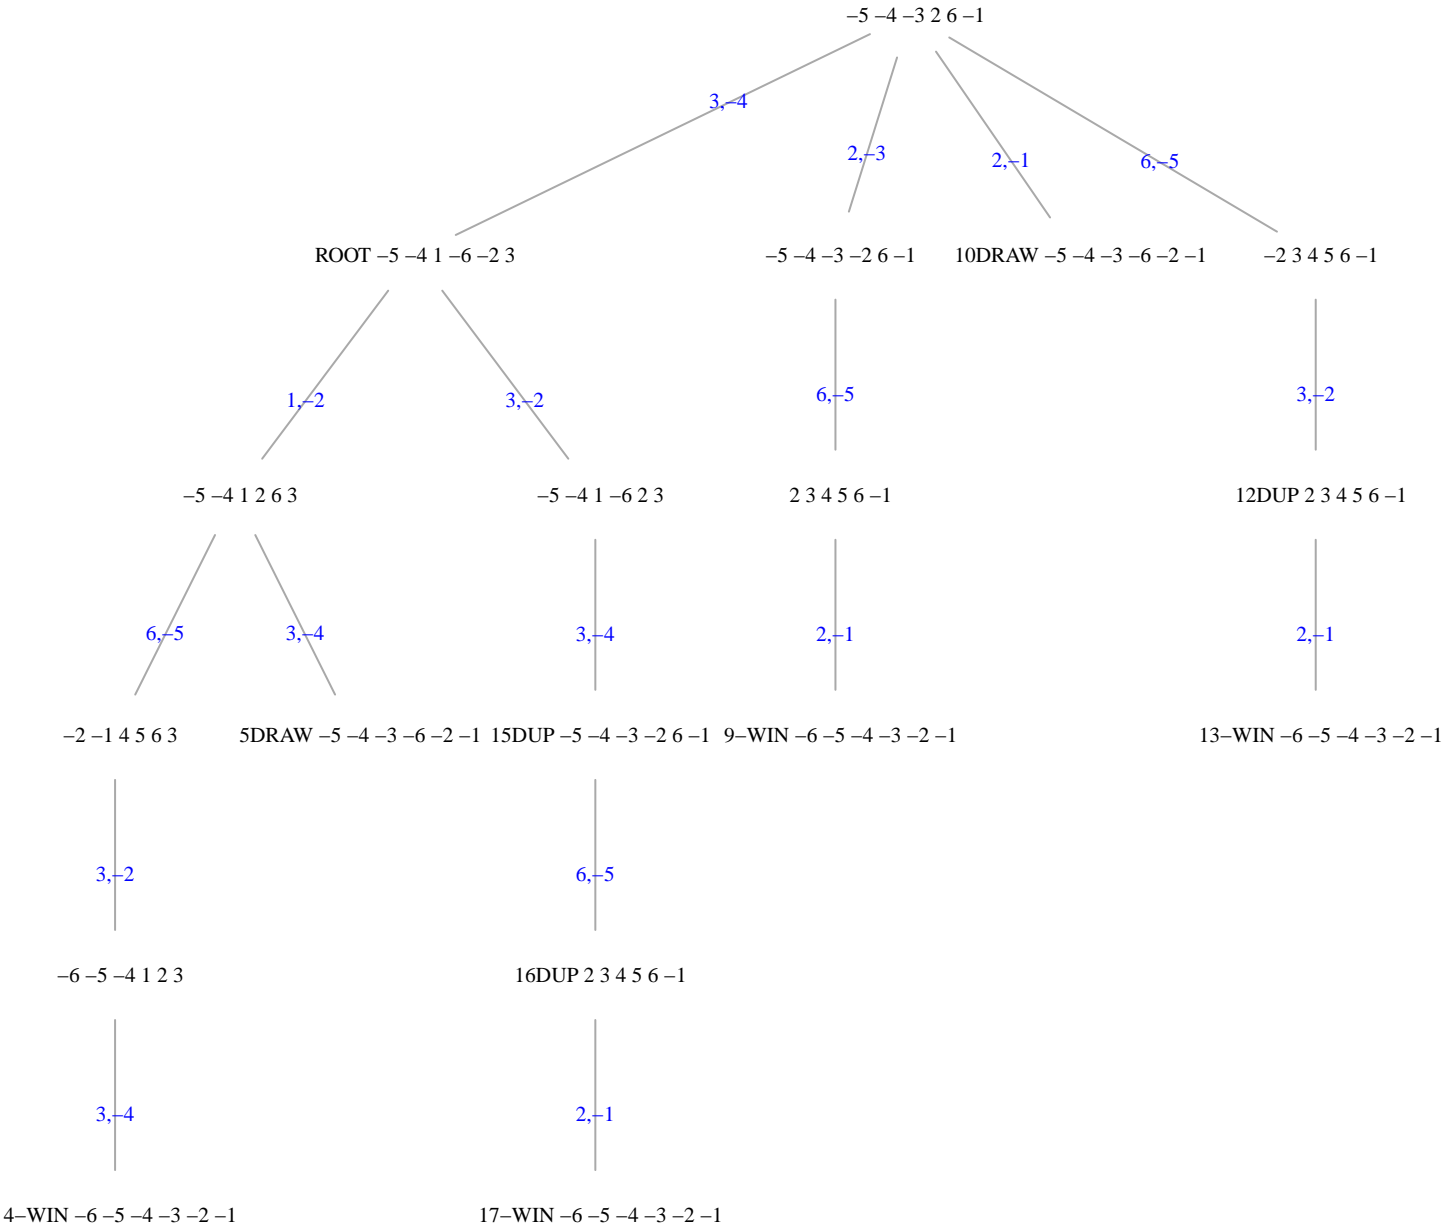 –5 –4 –3 2 6 –1
3,–4
2,–3
2,–1
6,–5
ROOT –5 –4 1 –6 –2 3
–5 –4 –3 –2 6 –1
10DRAW –5 –4 –3 –6 –2 –1
–2 3 4 5 6 –1
1,–2
3,–2
6,–5
3,–2
–5 –4 1 2 6 3
–5 –4 1 –6 2 3
2 3 4 5 6 –1
12DUP 2 3 4 5 6 –1
6,–5
3,–4
3,–4
2,–1
2,–1
–2 –1 4 5 6 3
5DRAW –5 –4 –3 –6 –2 –1
15DUP –5 –4 –3 –2 6 –1
9–WIN –6 –5 –4 –3 –2 –1
13–WIN –6 –5 –4 –3 –2 –1
3,–2
6,–5
–6 –5 –4 1 2 3
16DUP 2 3 4 5 6 –1
3,–4
2,–1
4–WIN –6 –5 –4 –3 –2 –1
17–WIN –6 –5 –4 –3 –2 –1